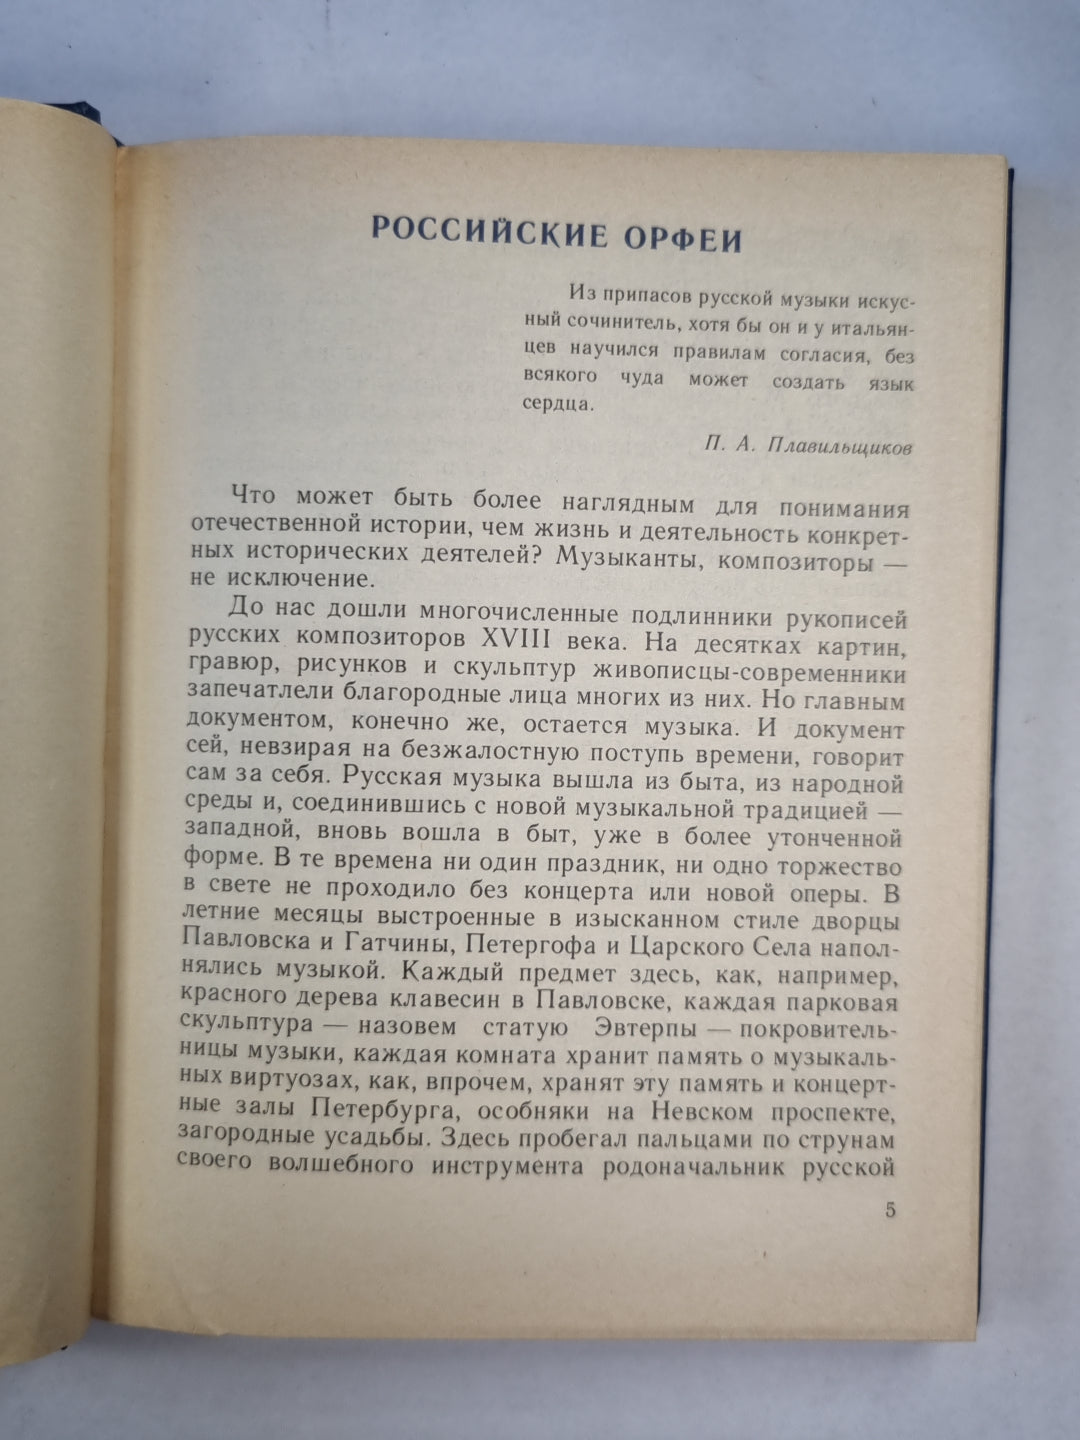 РОССИЙСКИЕ ОРФЕИ
Из припасов русской музыки искус-
ный сочинитель, хотя бы он и у итальян-
цев научился правилам согласия, без
всякого чуда может создать язык
сердца.
П. А. Плавильщиков
Что может быть более наглядным для понимания
отечественной истории, чем жизнь и деятельность конкрет-
ных исторических деятелей? Музыканты, композиторы —
не исключение.
До нас дошли многочисленные подлинники рукописей
русских композиторов XVIII века. На десятках картин,
гравюр, рисунков и скульптур живописцы-современники
запечатлели благородные лица многих из них. Но главным
документом, конечно же, остается музыка. И документ
сей, невзирая на безжалостную поступь времени, говорит
сам за себя. Русская музыка вышла из быта, из народной
среды и, соединившись с новой музыкальной традицией —
западной, вновь вошла в быт, уже в более утонченной
форме. В те времена ни один праздник, ни одно торжество
в свете не проходило без концерта или новой оперы. В
летние месяцы выстроенные в изысканном стиле дворцы
Павловска и Гатчины, Петергофа и Царского Села напол-
нялись музыкой. Каждый предмет здесь, как, например,
красного дерева клавесин в Павловске, каждая парковая
скульптура — назовем статую Эвтерпы — покровитель-
ницы музыки, каждая комната хранит память о музыкаль-
ных виртуозах, как, впрочем, хранят эту память и концерт-
ные залы Петербурга, особняки на Невском проспекте,
загородные усадьбы. Здесь пробегал пальцами по струнам
своего волшебного инструмента родоначальник русской
5